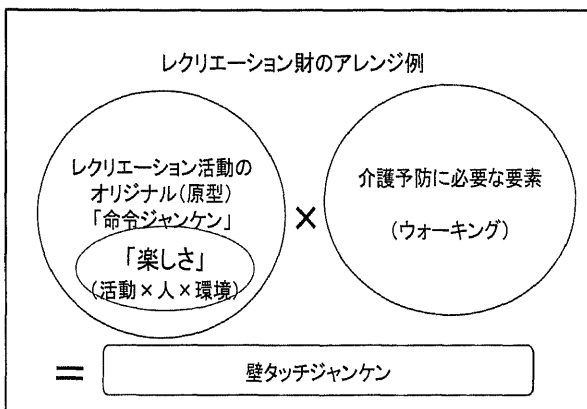 レクリエーション財のアレンジ例
レクリエーション活動の
オリジナル(原型)
「命令ジャンケン」
「楽しさ」
(活動×人×環境)
×
介護予防に必要な要素
(ウォーキング)
=
壁タッチジャンケン